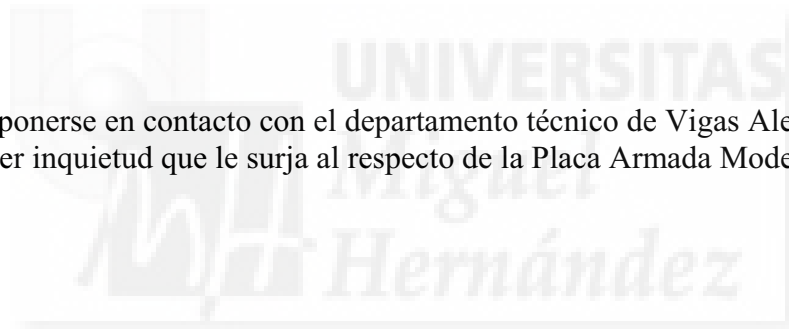 UNIVERSITAS
ponerse en contacto con el departamento técnico de Vigas Ale
er inquietud que le surja al respecto de la Placa Armada Mode
Miguel
Hernández